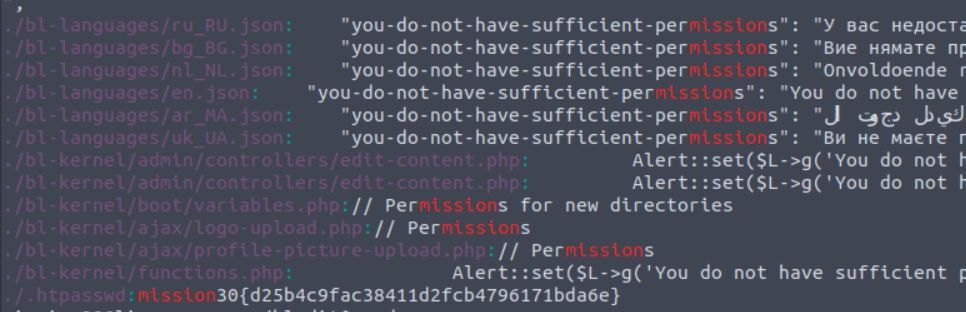 ./bl-languages/ru_RU.json:    "you-do-not-have-sufficient-permissions": "У вас недоста
./bl-languages/bg_BG.json:    "you-do-not-have-sufficient-permissions": "Вие нямате пр
./bl-languages/nl_NL.json:    "you-do-not-have-sufficient-permissions": "Onvoldoende
./bl-languages/en.json:    "you-do-not-have-sufficient-permissions": "You do not have
./bl-languages/ar_MA.json:    "you-do-not-have-sufficient-permissions": "
./bl-languages/uk_UA.json:    "you-do-not-have-sufficient-permissions": "Ви не маєте
./bl-kernel/admin/controllers/edit-content.php:        Alert::set($L->g('You do not h
./bl-kernel/admin/controllers/edit-content.php:        Alert::set($L->g('You do not h
./bl-kernel/boot/variables.php:// Permissions for new directories
./bl-kernel/ajax/logo-upload.php:// Permissions
./bl-kernel/ajax/profile-picture-upload.php:// Permissions
./bl-kernel/functions.php:            Alert::set($L->g('You do not have sufficient p
./.htpasswd:mission30{d25b4c9fac38411d2fcb4796171bda6e}